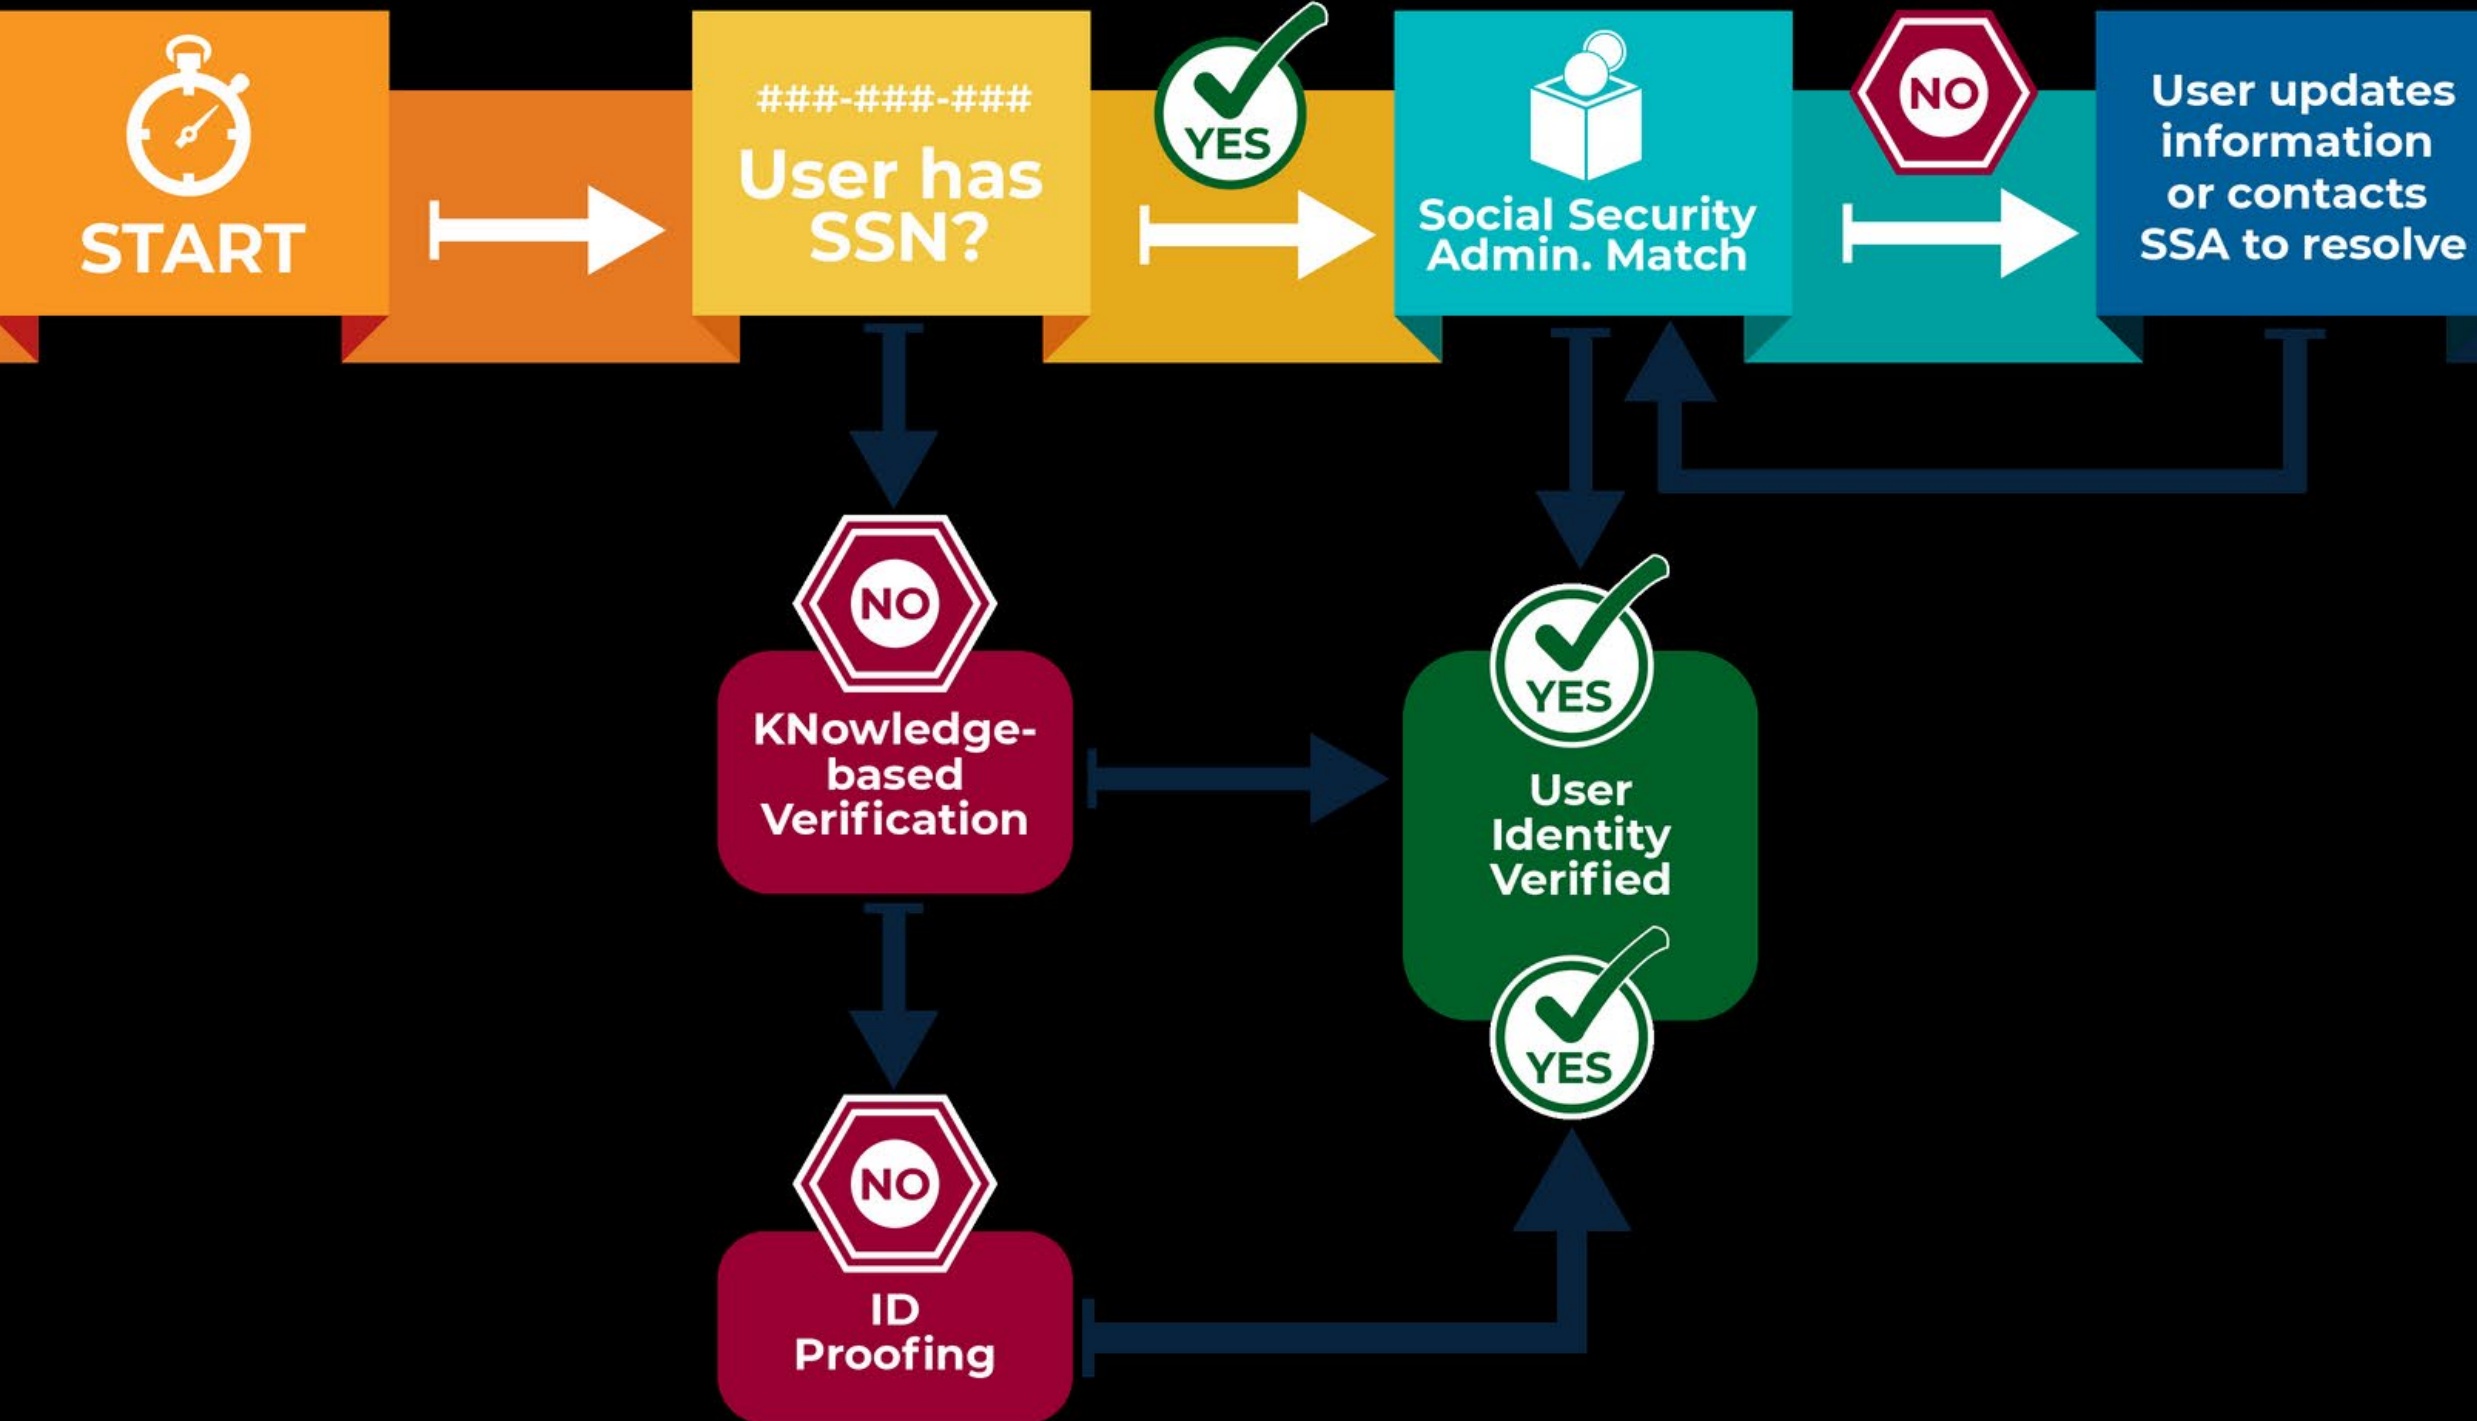 START
###-###-###
User has
SSN?
YES
Social Security
Admin. Match
NO
User updates
information
or contacts
SSA to resolve
NO
KNowledge-
based
Verification
YES
User
Identity
Verified
YES
NO
ID
Proofing